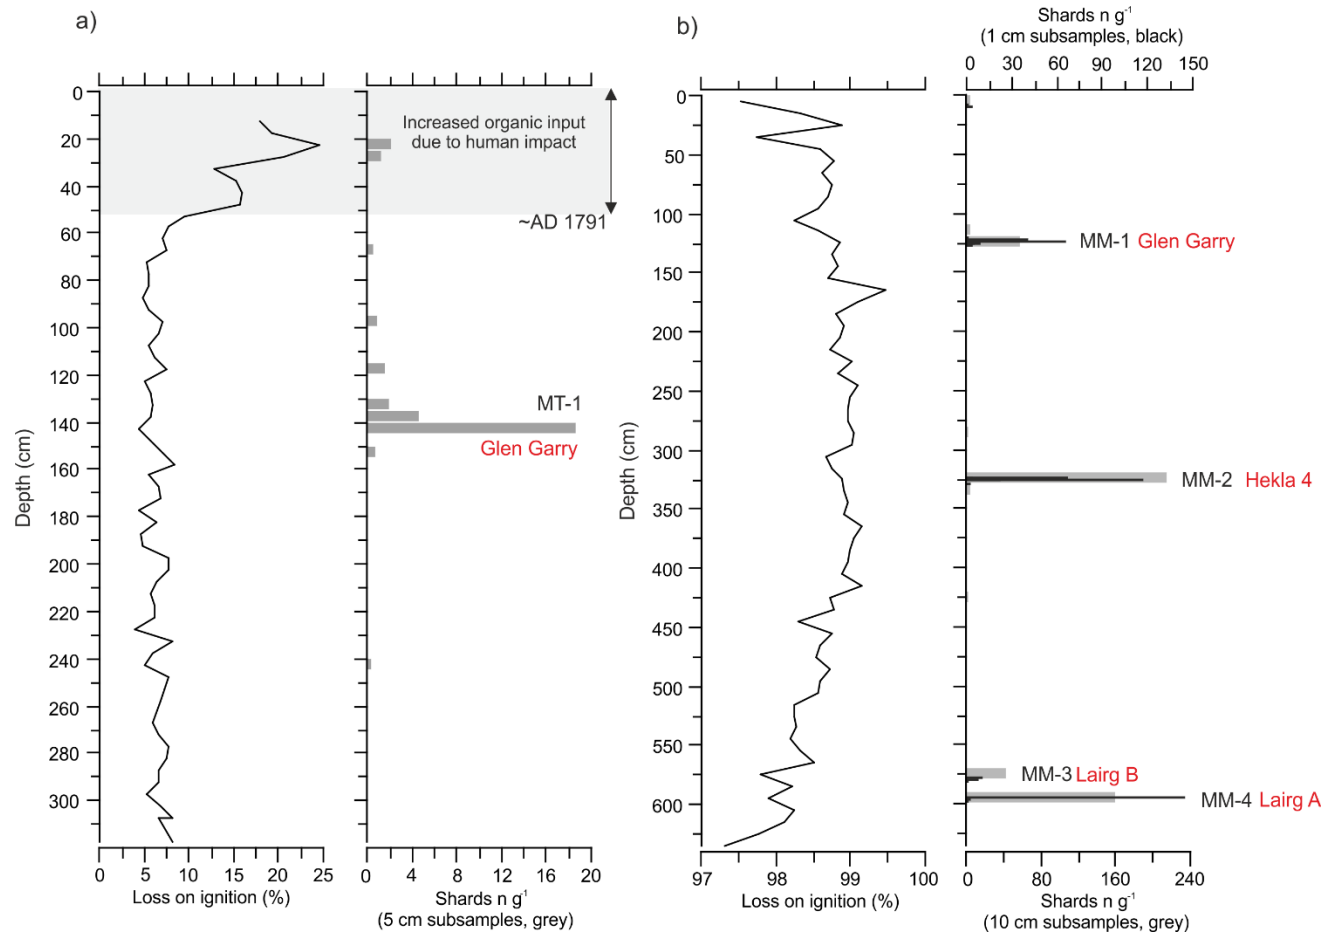 a)
Increased organic input
due to human impact
~AD 1791
MT-1
Glen Garry
Depth (cm)
0
20
40
60
80
100
120
140
160
180
200
220
240
260
280
300
0 5 10 15 20 25
Loss on ignition (%)
0 4 8 12 16 20
Shards n g⁻¹
(5 cm subsamples, grey)
b)
Shards n g⁻¹
(1 cm subsamples, black)
0 30 60 90 120 150
Depth (cm)
0
50
100
150
200
250
300
350
400
450
500
550
600
MM-1 Glen Garry
MM-2 Hekla 4
MM-3 Lairg B
MM-4 Lairg A
97 98 99 100
Loss on ignition (%)
0 80 160 240
Shards n g⁻¹
(10 cm subsamples, grey)